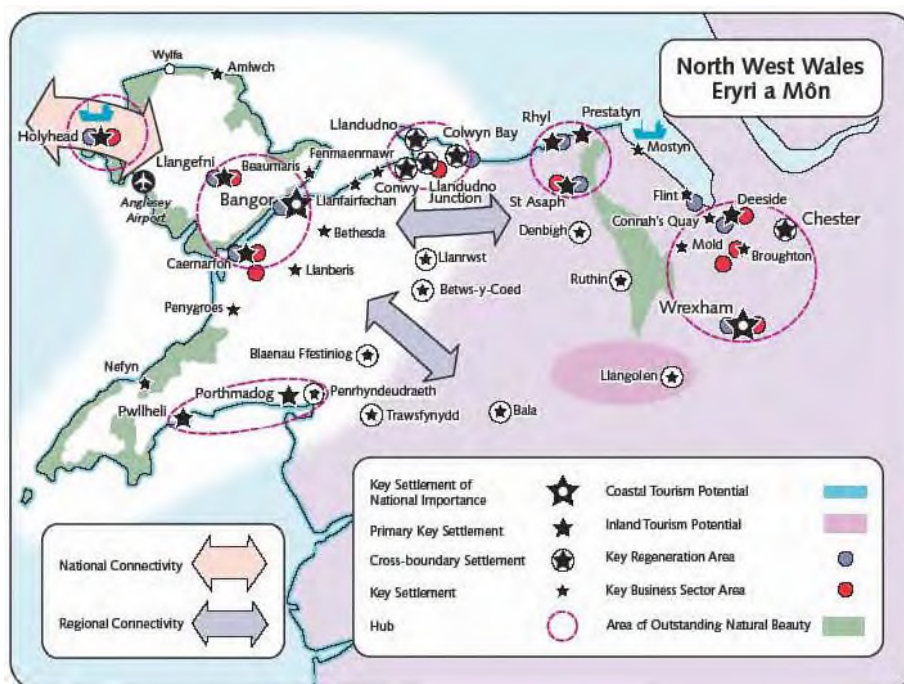 North West Wales
Eryri a Môn
Wylfa
Amlwch
Holyhead
Anglesey
Airport
Llangefni
Beaumaris
Bangor
Fenmaenmawr
Llanfairfechan
Llandudno
Colwyn Bay
Conwy
Llandudno
Junction
Rhyl
Prestatyn
Mostyn
St Asaph
Flint
Deeside
Connah's Quay
Chester
Mold
Broughton
Denbigh
Bethesda
Caernarfon
Llanberis
Llanrwst
Betws-y-Coed
Ruthin
Wrexham
Penygroes
Blaenau Ffestiniog
Nefyn
Llangolen
Porthmadog
Penrhyndeudraeth
Pwllheli
Trawsfynydd
Bala
National Connectivity
Regional Connectivity
Key Settlement of
National Importance
Primary Key Settlement
Cross-boundary Settlement
Key Settlement
Hub
Coastal Tourism Potential
Inland Tourism Potential
Key Regeneration Area
Key Business Sector Area
Area of Outstanding Natural Beauty